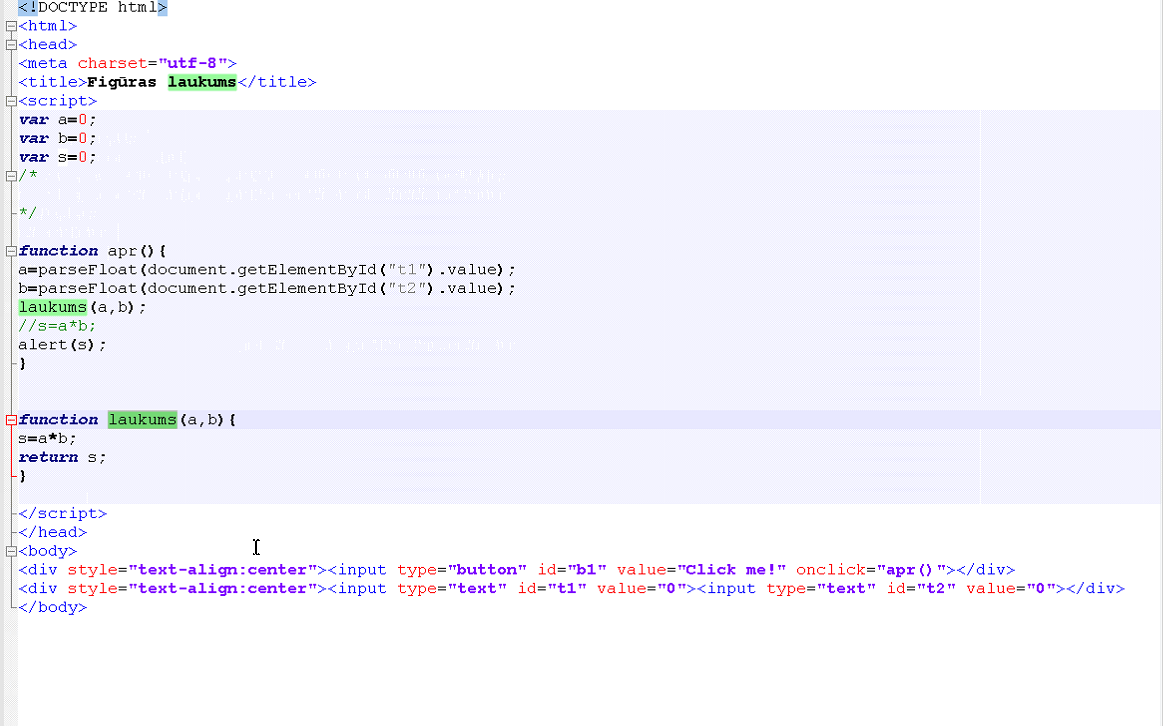 <!DOCTYPE html>
<html>
<head>
<meta charset="utf-8">
<title>Figūras laukums</title>
<script>
var a=0;
var b=0;
var s=0;
/*
*/
function apr(){
a=parseFloat(document.getElementById("t1").value);
b=parseFloat(document.getElementById("t2").value);
laukums(a,b);
//s=a*b;
alert(s);
}
function laukums(a,b){
s=a*b;
return s;
}
</script>
</head>
<body>
<div style="text-align:center"><input type="button" id="b1" value="Click me!" onclick="apr()"></div>
<div style="text-align:center"><input type="text" id="t1" value="0"><input type="text" id="t2" value="0"></div>
</body>